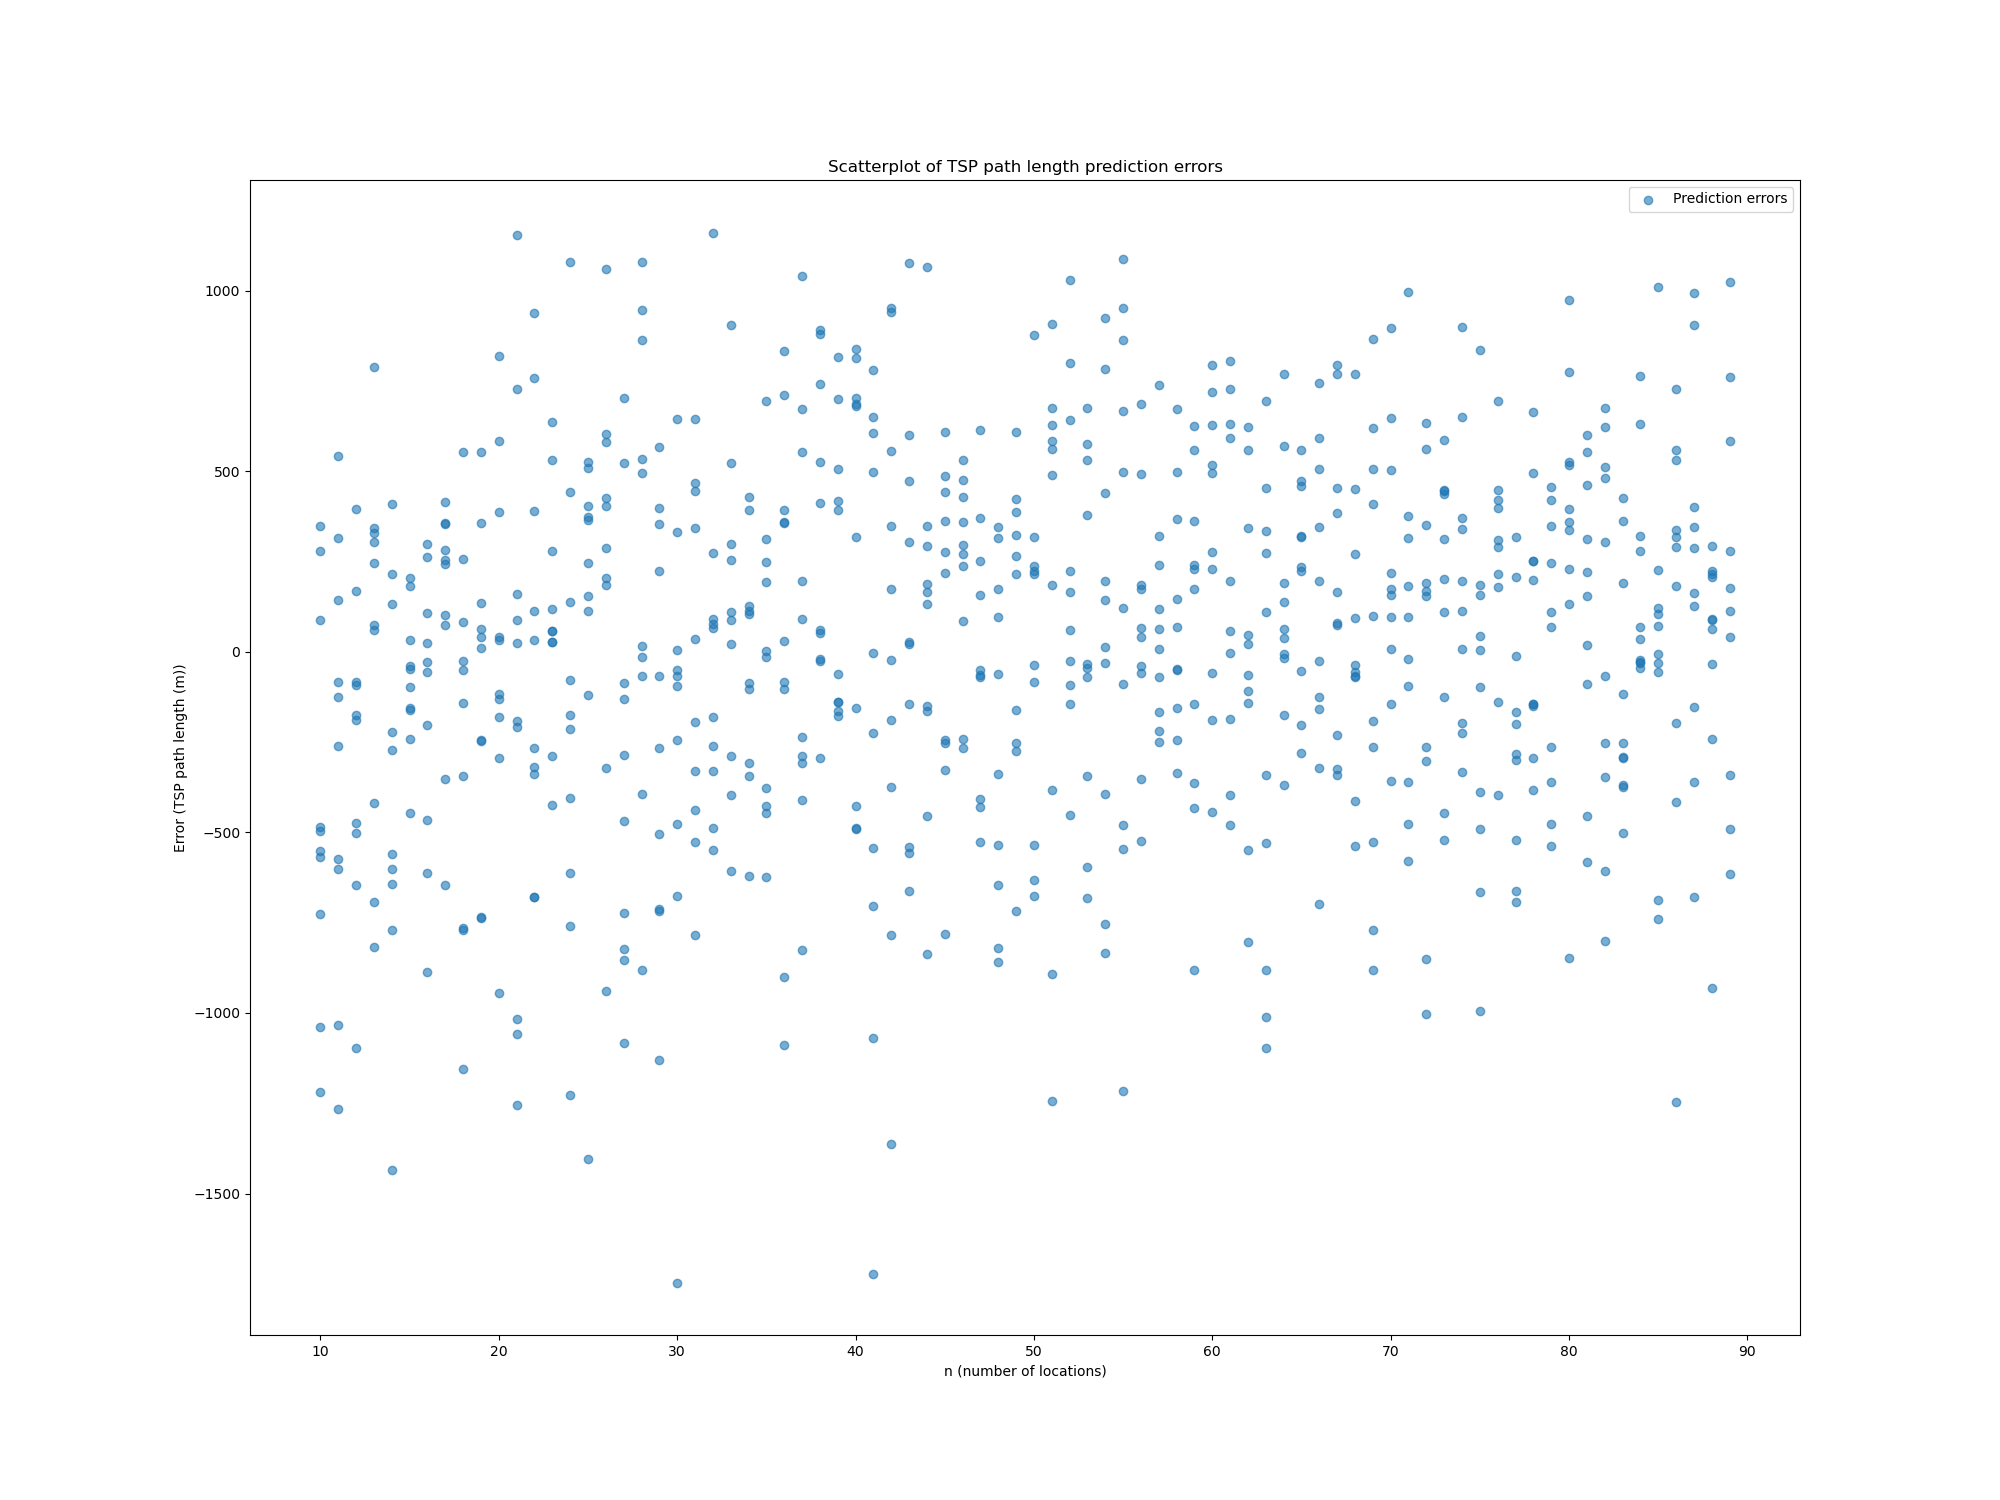 Scatterplot of TSP path length prediction errors
Prediction errors
1000
500
0
−500
−1000
−1500
Error (TSP path length (m))
10 20 30 40 50 60 70 80 90
n (number of locations)